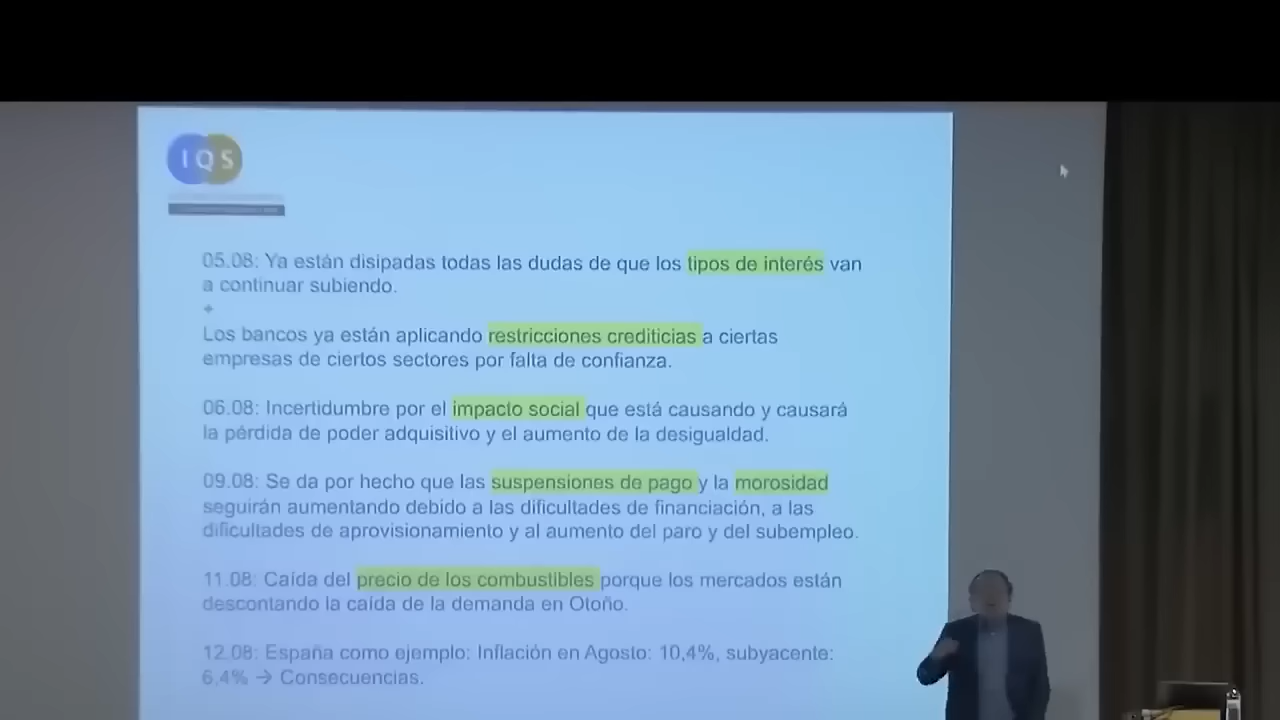 IQS
05.08: Ya están disipadas todas las dudas de que los tipos de interés van
a continuar subiendo.
+
Los bancos ya están aplicando restricciones crediticias a ciertas
empresas de ciertos sectores por falta de confianza.
06.08: Incertidumbre por el impacto social que está causando y causará
la pérdida de poder adquisitivo y el aumento de la desigualdad.
09.08: Se da por hecho que las suspensiones de pago y la morosidad
seguirán aumentando debido a las dificultades de financiación, a las
dificultades de aprovisionamiento y al aumento del paro y del subempleo.
11.08: Caída del precio de los combustibles porque los mercados están
descontando la caída de la demanda en Otoño.
12.08: España como ejemplo: Inflación en Agosto: 10,4%, subyacente:
6,4% → Consecuencias.